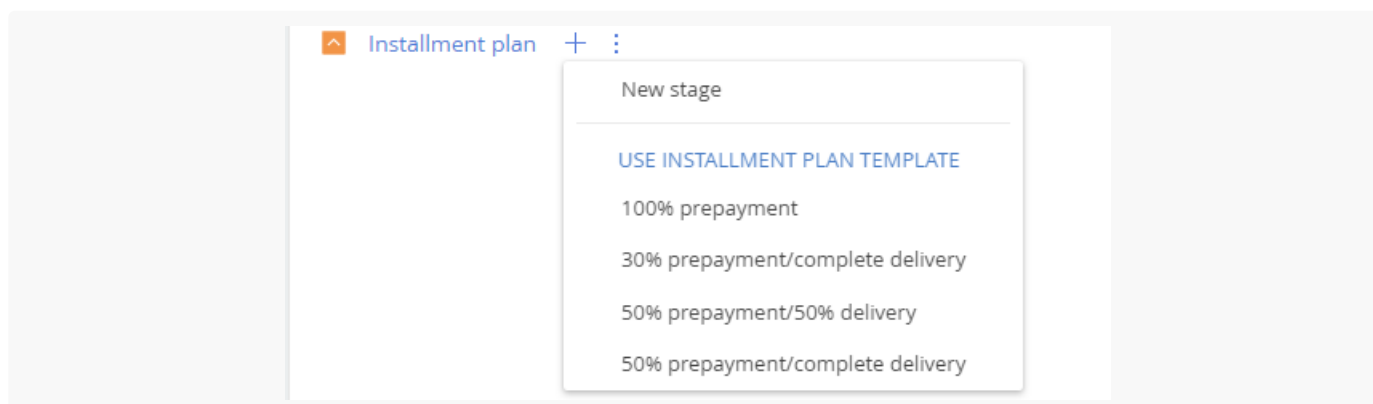 Installment plan
New stage
USE INSTALLMENT PLAN TEMPLATE
100% prepayment
30% prepayment/complete delivery
50% prepayment/50% delivery
50% prepayment/complete delivery